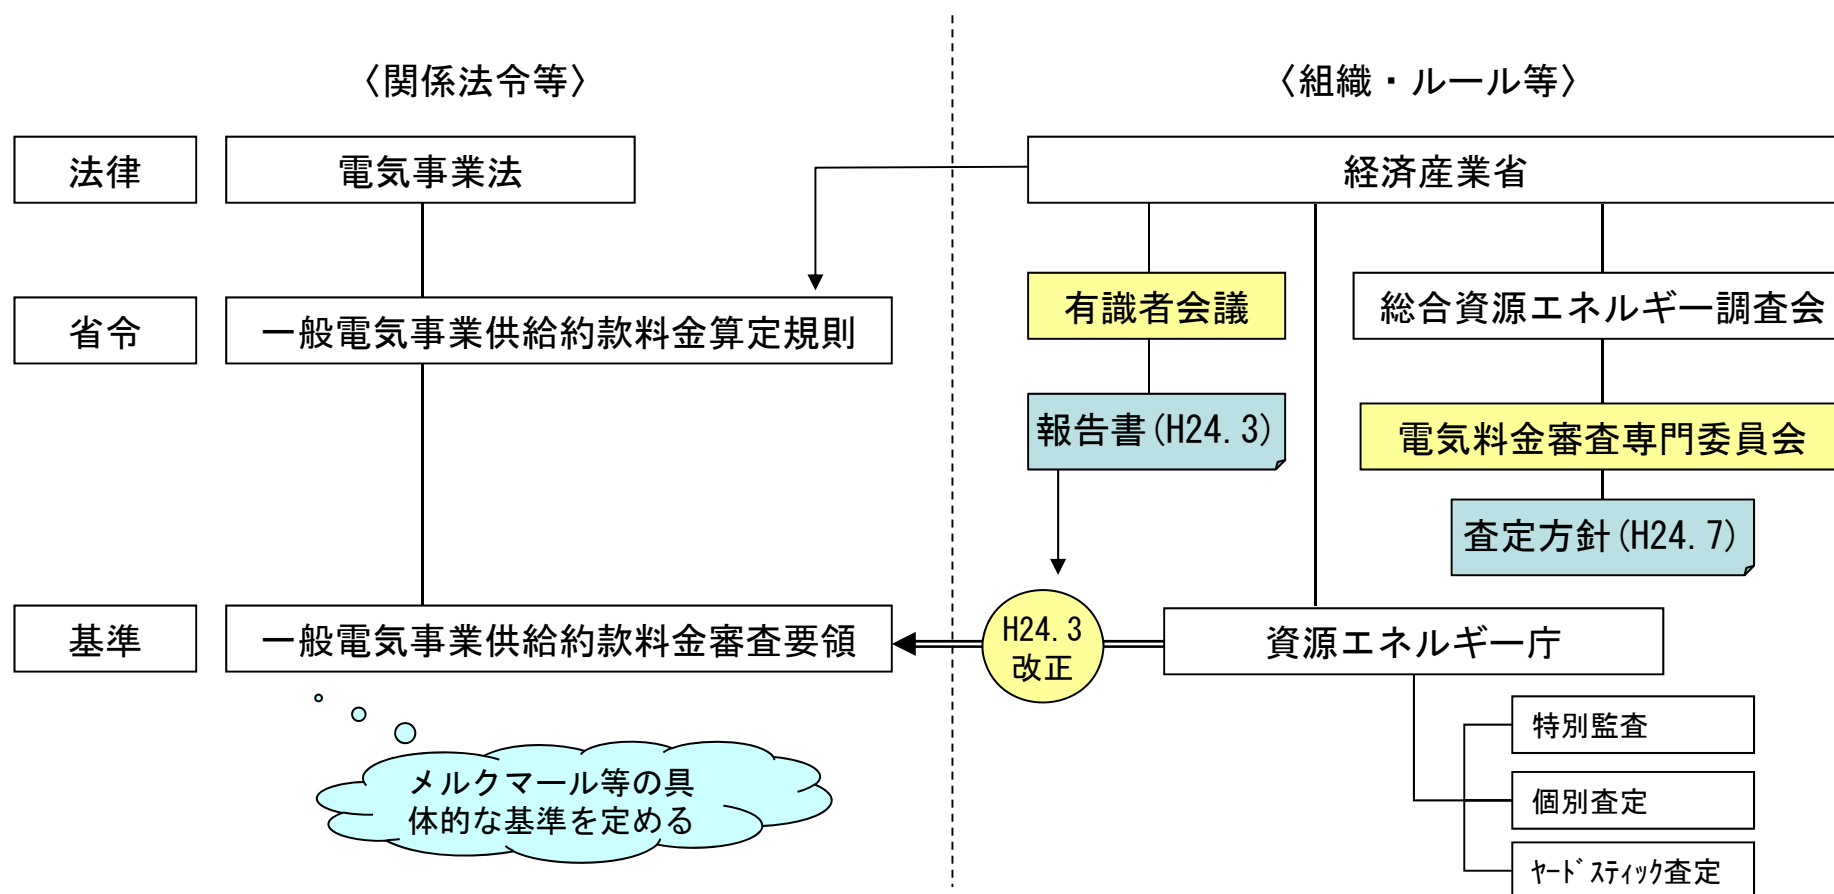 〈関係法令等〉
〈組織・ルール等〉
法律
電気事業法
経済産業省
省令
一般電気事業供給約款料金算定規則
有識者会議
総合資源エネルギー調査会
報告書(H24.3)
電気料金審査専門委員会
査定方針(H24.7)
基準
一般電気事業供給約款料金審査要領
H24.3
改正
資源エネルギー庁
メルクマール等の具
体的な基準を定める
特別監査
個別査定
ﾔｰﾄﾞｽﾃｨｯｸ査定